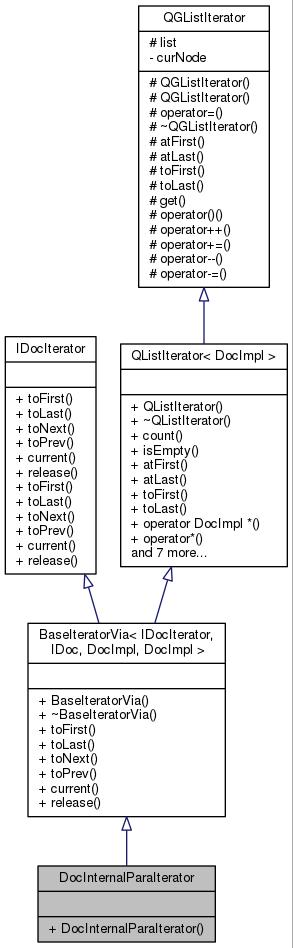 QGListIterator
# list
- curNode
# QGListIterator()
# QGListIterator()
# operator=()
# ~QGListIterator()
# atFirst()
# atLast()
# toFirst()
# toLast()
# get()
# operator()()
# operator++()
# operator+=()
# operator--()
# operator-=()
IDocIterator
+ toFirst()
+ toLast()
+ toNext()
+ toPrev()
+ current()
+ release()
+ toFirst()
+ toLast()
+ toNext()
+ toPrev()
+ current()
+ release()
QListIterator< DocImpl >
+ QListIterator()
+ ~QListIterator()
+ count()
+ isEmpty()
+ atFirst()
+ atLast()
+ toFirst()
+ toLast()
+ operator DocImpl *()
+ operator*()
and 7 more...
BaseIteratorVia< IDocIterator,
IDoc, DocImpl, DocImpl >
+ BaseIteratorVia()
+ ~BaseIteratorVia()
+ toFirst()
+ toLast()
+ toNext()
+ toPrev()
+ current()
+ release()
DocInternalParaIterator
+ DocInternalParaIterator()